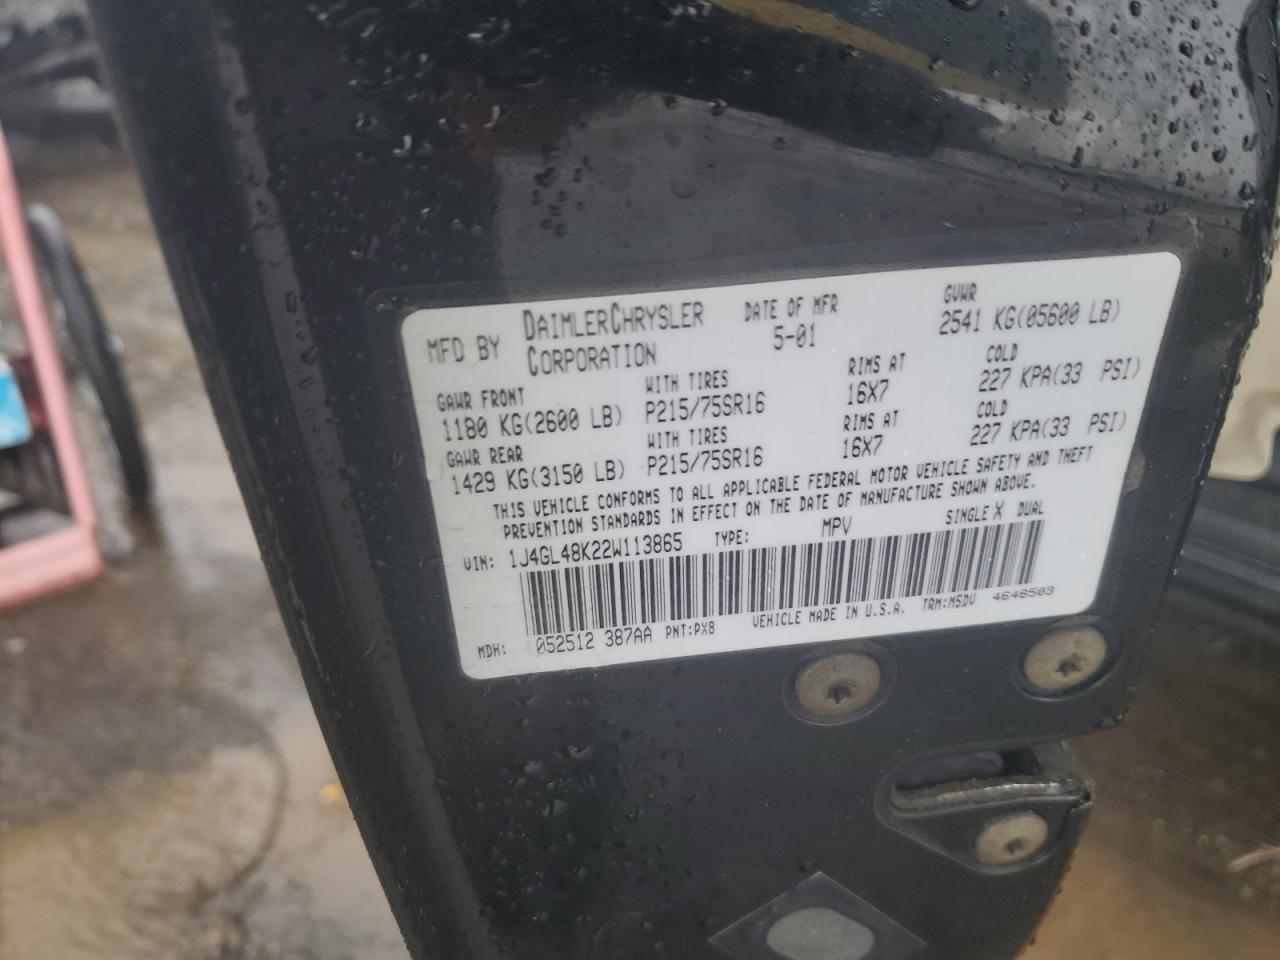 MFD BY DAIMLERCHRYSLER CORPORATION DATE OF MFR 5-01 GVWR 2541 KG(05600 LB)
GAWR FRONT WITH TIRES RIMS AT COLD
1180 KG(2600 LB) P215/75SR16 16X7 227 KPA(33 PSI)
GAWR REAR WITH TIRES RIMS AT COLD
1429 KG(3150 LB) P215/75SR16 16X7 227 KPA(33 PSI)
THIS VEHICLE CONFORMS TO ALL APPLICABLE FEDERAL MOTOR VEHICLE SAFETY AND THEFT
PREVENTION STANDARDS IN EFFECT ON THE DATE OF MANUFACTURE SHOWN ABOVE.
VIN: 1J4GL48K22W113865 TYPE: MPV SINGLE X DUAL
MDH: 052512 387AA PNT:PX8 VEHICLE MADE IN U.S.A. TRM:M5DV 4648503